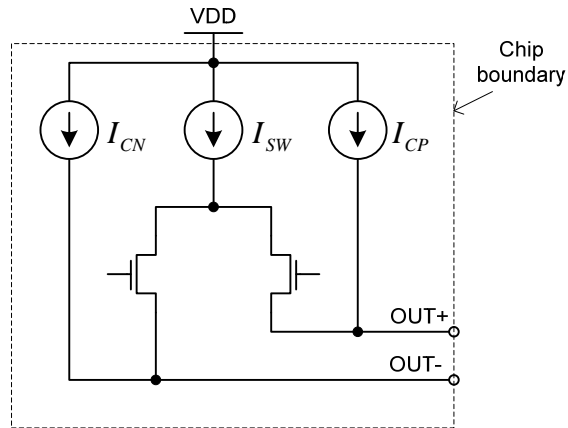 VDD
Chip
boundary
I_CN
I_SW
I_CP
OUT+
OUT-